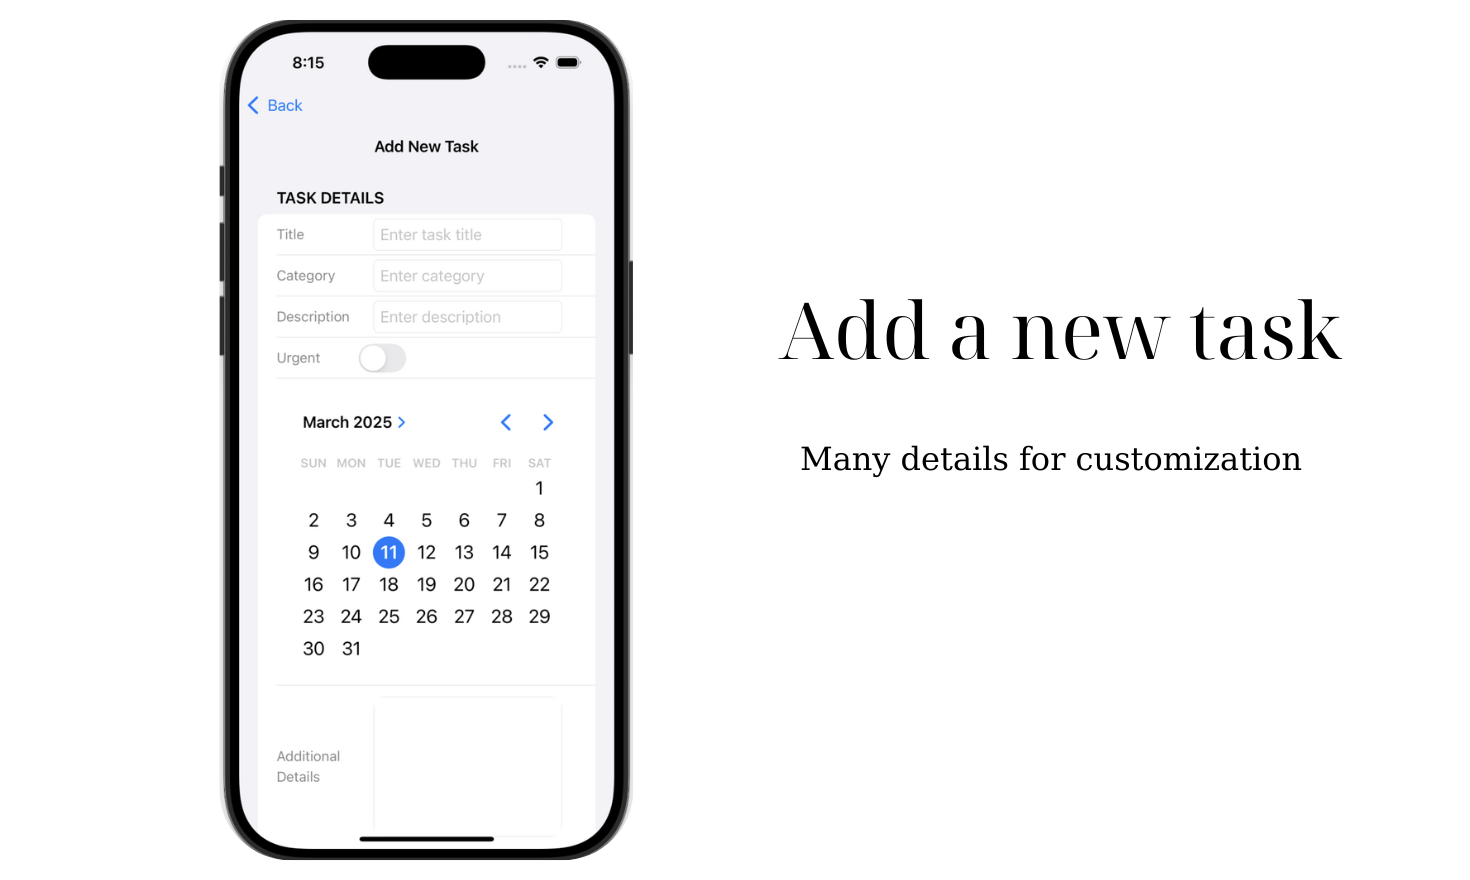 8:15
Back
Add New Task
TASK DETAILS
Title Enter task title
Category Enter category
Description Enter description
Urgent
March 2025
SUN MON TUE WED THU FRI SAT
1
2 3 4 5 6 7 8
9 10 11 12 13 14 15
16 17 18 19 20 21 22
23 24 25 26 27 28 29
30 31
Additional
Details
Add a new task
Many details for customization